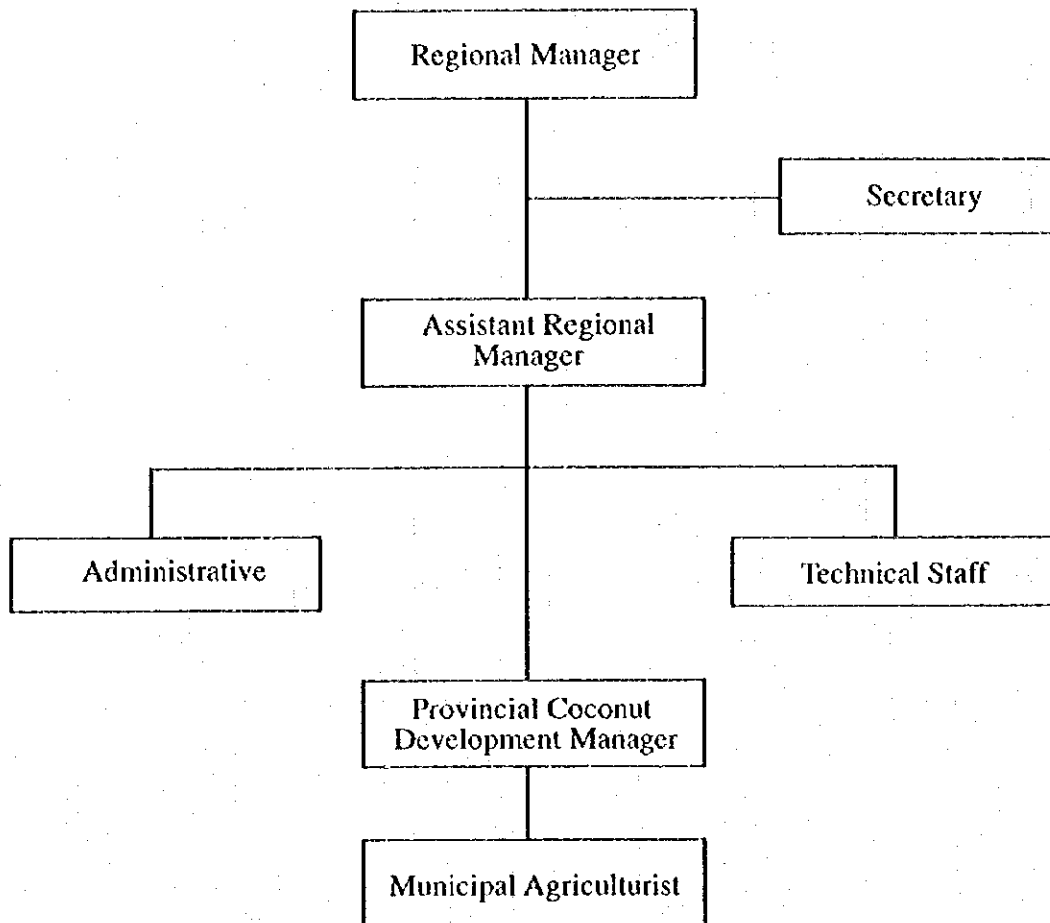 Regional Manager
Secretary
Assistant Regional
Manager
Administrative
Technical Staff
Provincial Coconut
Development Manager
Municipal Agriculturist